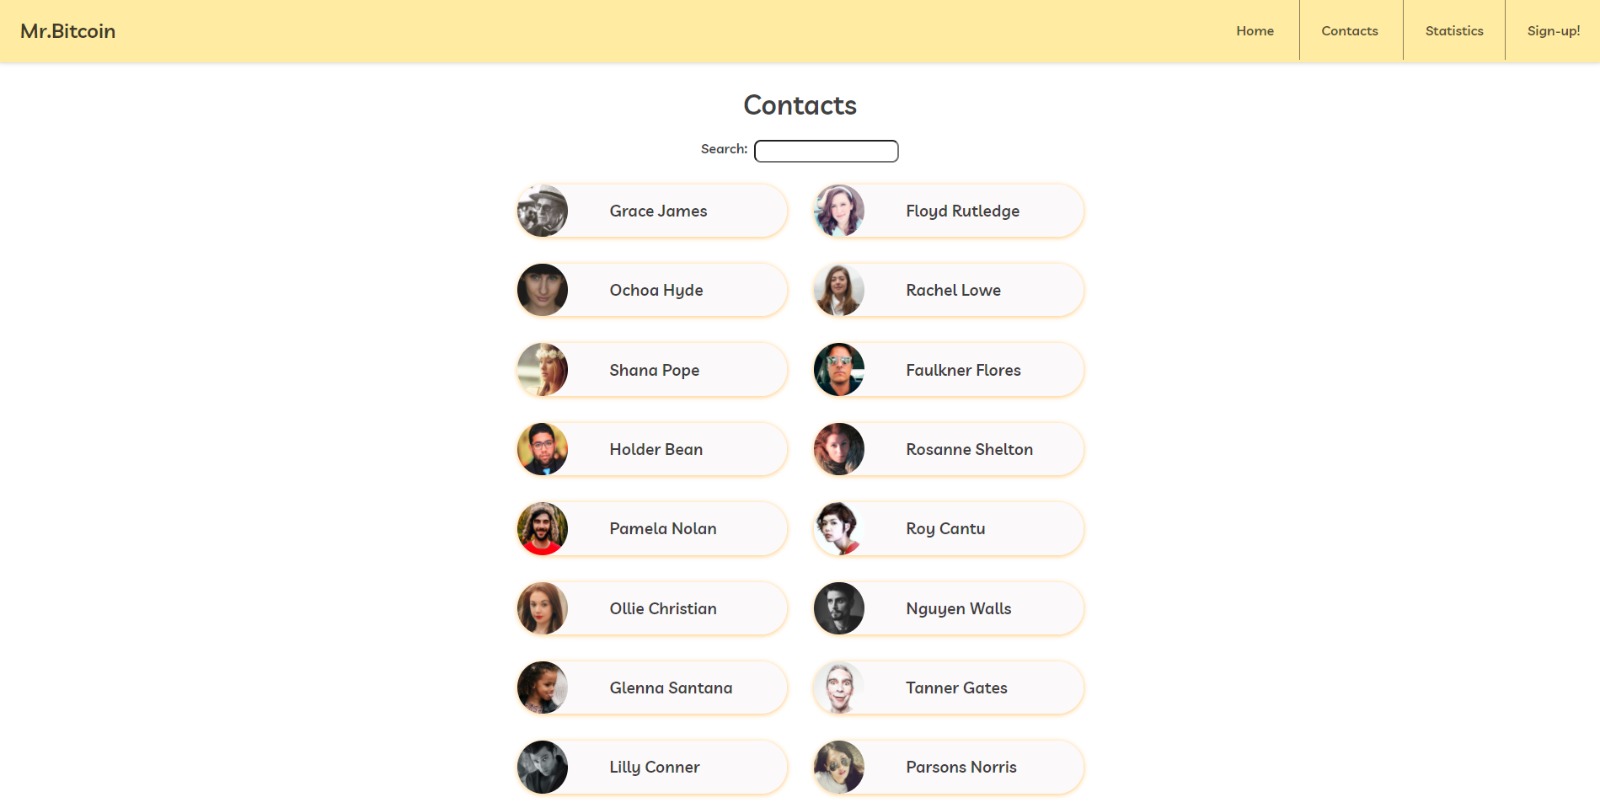 Mr.Bitcoin
Home
Contacts
Statistics
Sign-up!
Contacts
Search:
Grace James
Floyd Rutledge
Ochoa Hyde
Rachel Lowe
Shana Pope
Faulkner Flores
Holder Bean
Rosanne Shelton
Pamela Nolan
Roy Cantu
Ollie Christian
Nguyen Walls
Glenna Santana
Tanner Gates
Lilly Conner
Parsons Norris